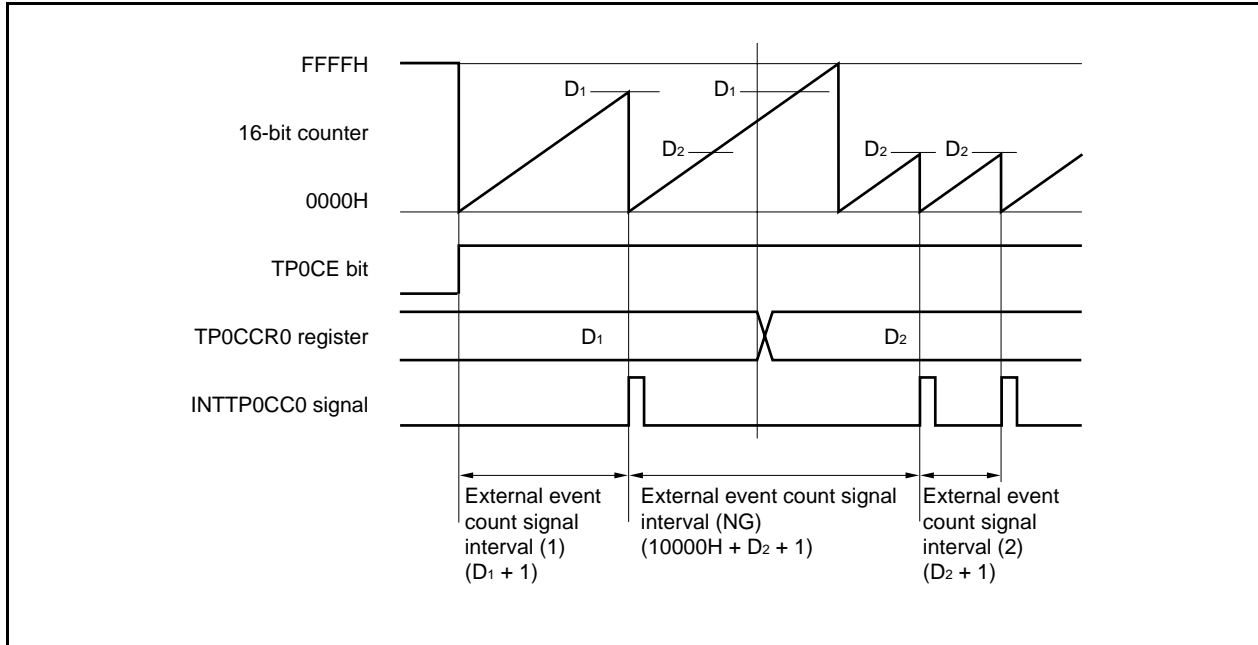 FFFFH
D1
D1
16-bit counter
D2
D2
D2
0000H
TP0CE bit
TP0CCR0 register
D1
D2
INTTP0CC0 signal
External event
count signal
interval (1)
(D1 + 1)
External event count signal
interval (NG)
(10000H + D2 + 1)
External event
count signal
interval (2)
(D2 + 1)